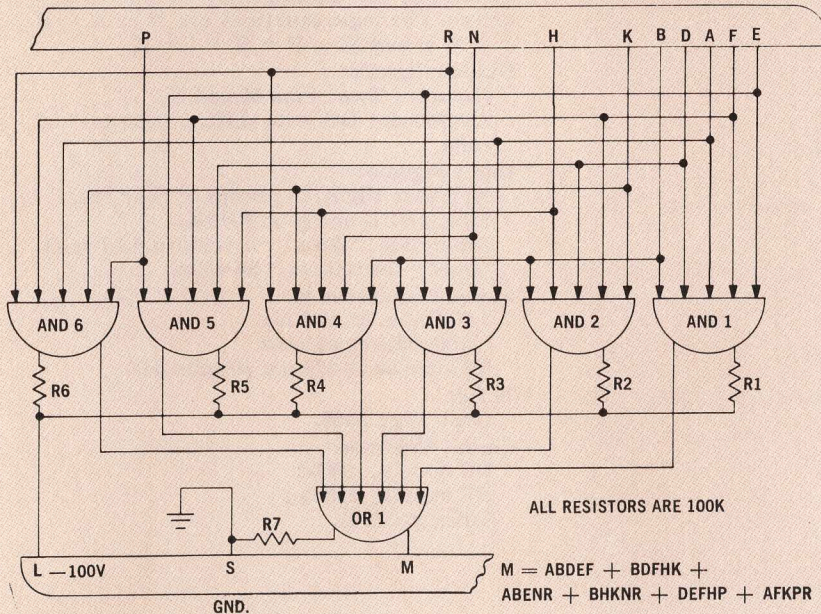 P R N H K B D A F E
AND 6 AND 5 AND 4 AND 3 AND 2 AND 1
R6 R5 R4 R3 R2 R1
OR 1
ALL RESISTORS ARE 100K
R7
L —100V S M
M = ABDEF + BDFHK +
ABENR + BHKNR + DEFHP + AFKPR
GND.